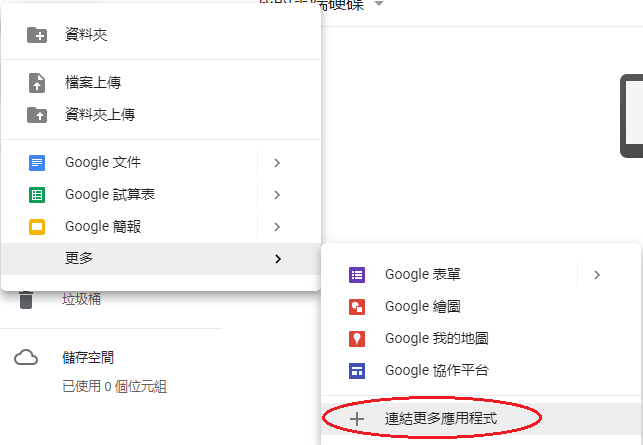 端硬碟
資料夾
檔案上傳
資料夾上傳
Google 文件
Google 試算表
Google 簡報
更多
Google 表單
Google 繪圖
Google 我的地圖
Google 協作平台
連結更多應用程式
垃圾桶
儲存空間
已使用 0 個位元組